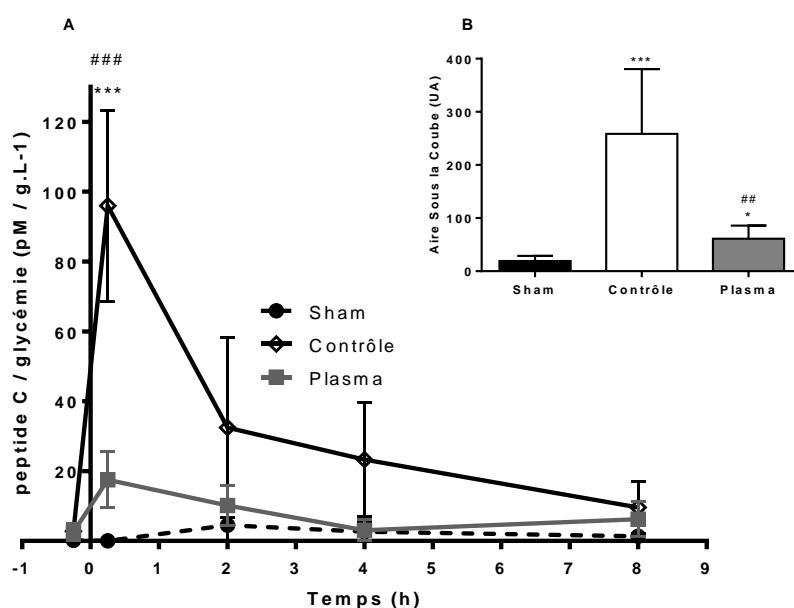 A
###
***
peptide C / glycémie (pM / g.L-1)
120
100
80
60
40
20
-1 0 1 2 3 4 5 6 7 8 9
Temps (h)
Sham
Contrôle
Plasma
B
Aire Sous la Coube (UA)
400
300
200
100
0
***
##
*
Sham Contrôle Plasma